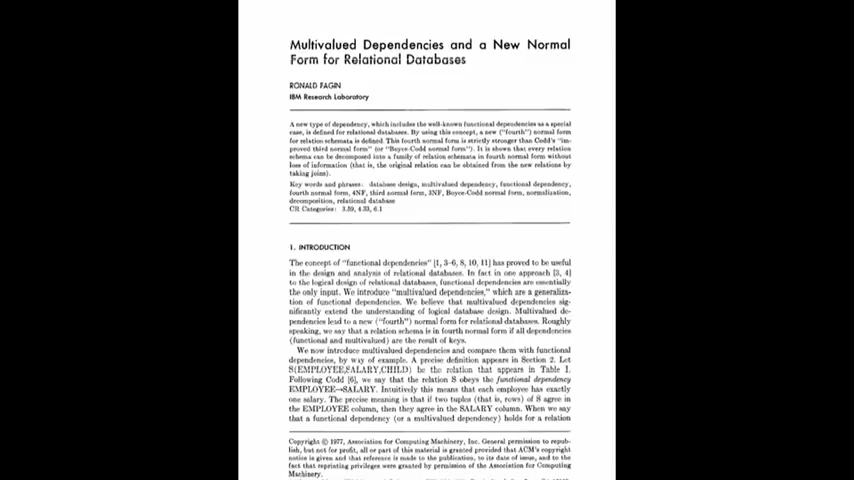 Multivalued Dependencies and a New Normal
Form for Relational Databases
RONALD FAGIN
IBM Research Laboratory
A new type of dependency, which includes the well-known functional dependencies as a special
case, is defined for relational databases. By using this concept, a new ("fourth") normal form
for relation schemata is defined. This fourth normal form is strictly stronger than Codd's "im-
proved third normal form" (or "Boyce-Codd normal form"). It is shown that every relation
schema can be decomposed into a family of relation schemata in fourth normal form without
loss of information (that is, the original relation can be obtained from the new relations by
taking joins).
Key words and phrases: database design, multivalued dependency, functional dependency,
fourth normal form, 4NF, third normal form, 3NF, Boyce-Codd normal form, normalization,
decomposition, relational database
CR Categories: 3.59, 4.33, 6.1
1. INTRODUCTION
The concept of "functional dependencies" [1, 3-6, 8, 10, 11] has proved to be useful
in the design and analysis of relational databases. In fact in one approach [3, 4]
to the logical design of relational databases, functional dependencies are essentially
the only input. We introduce "multivalued dependencies," which are a generaliza-
tion of functional dependencies. We believe that multivalued dependencies sig-
nificantly extend the understanding of logical database design. Multivalued de-
pendencies lead to a new ("fourth") normal form for relational databases. Roughly
speaking, we say that a relation schema is in fourth normal form if all dependencies
(functional and multivalued) are the result of keys.
We now introduce multivalued dependencies and compare them with functional
dependencies, by way of example. A precise definition appears in Section 2. Let
S(EMPLOYEE,SALARY,CHILD) be the relation that appears in Table I.
Following Codd [6], we say that the relation S obeys the functional dependency
EMPLOYEE→SALARY. Intuitively this means that each employee has exactly
one salary. The precise meaning is that if two tuples (that is, rows) of S agree in
the EMPLOYEE column, then they agree in the SALARY column. When we say
that a functional dependency (or a multivalued dependency) holds for a relation
Copyright © 1977, Association for Computing Machinery, Inc. General permission to repub-
lish, but not for profit, all or part of this material is granted provided that ACM's copyright
notice is given and that reference is made to the publication, to its date of issue, and to the
fact that reprinting privileges were granted by permission of the Association for Computing
Machinery.